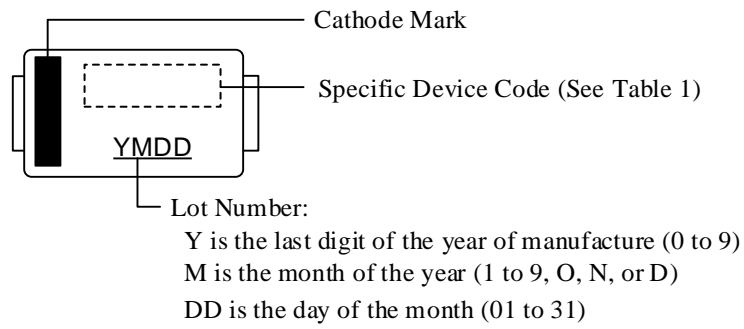 Cathode Mark
Specific Device Code (See Table 1)
YMDD
Lot Number:
Y is the last digit of the year of manufacture (0 to 9)
M is the month of the year (1 to 9, O, N, or D)
DD is the day of the month (01 to 31)